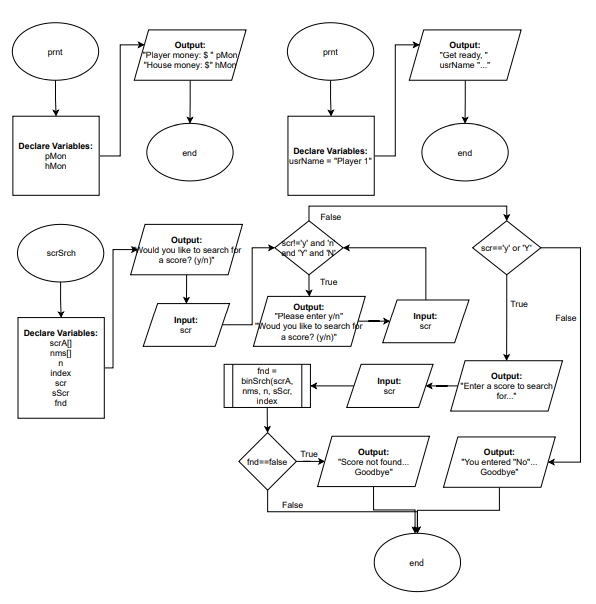 prnt
Output:
"Player money: $ " pMon
"House money: $" hMon
Declare Variables:
pMon
hMon
end
prnt
Output:
"Get ready, "
usrName "..."
Declare Variables:
usrName = "Player 1"
end
scrSrch
Declare Variables:
scrA[]
nms[]
n
index
scr
sScr
fnd
Output:
"Would you like to search for
a score? (y/n)"
Input:
scr
scr!='y' and 'n'
and 'Y' and 'N'
False
True
Output:
"Please enter y/n"
"Woud you like to search for
a score? (y/n)"
Input:
scr
scr=='y' or 'Y'
True
False
Output:
"Enter a score to search
for..."
Input:
scr
fnd =
binSrch(scrA,
nms, n, sScr,
index
fnd==false
True
False
Output:
"Score not found...
Goodbye"
Output:
"You entered "No"...
Goodbye"
end